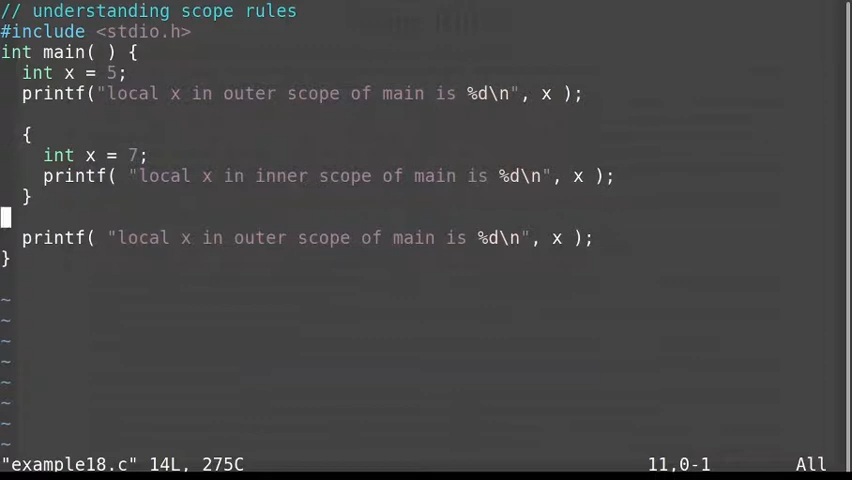 // understanding scope rules
#include <stdio.h>
int main( ) {
  int x = 5;
  printf("local x in outer scope of main is %d\n", x );
  {
    int x = 7;
    printf( "local x in inner scope of main is %d\n", x );
  }
  printf( "local x in outer scope of main is %d\n", x );
}
~
~
~
~
~
~
~
~
"example18.c" 14L, 275C 11,0-1 All